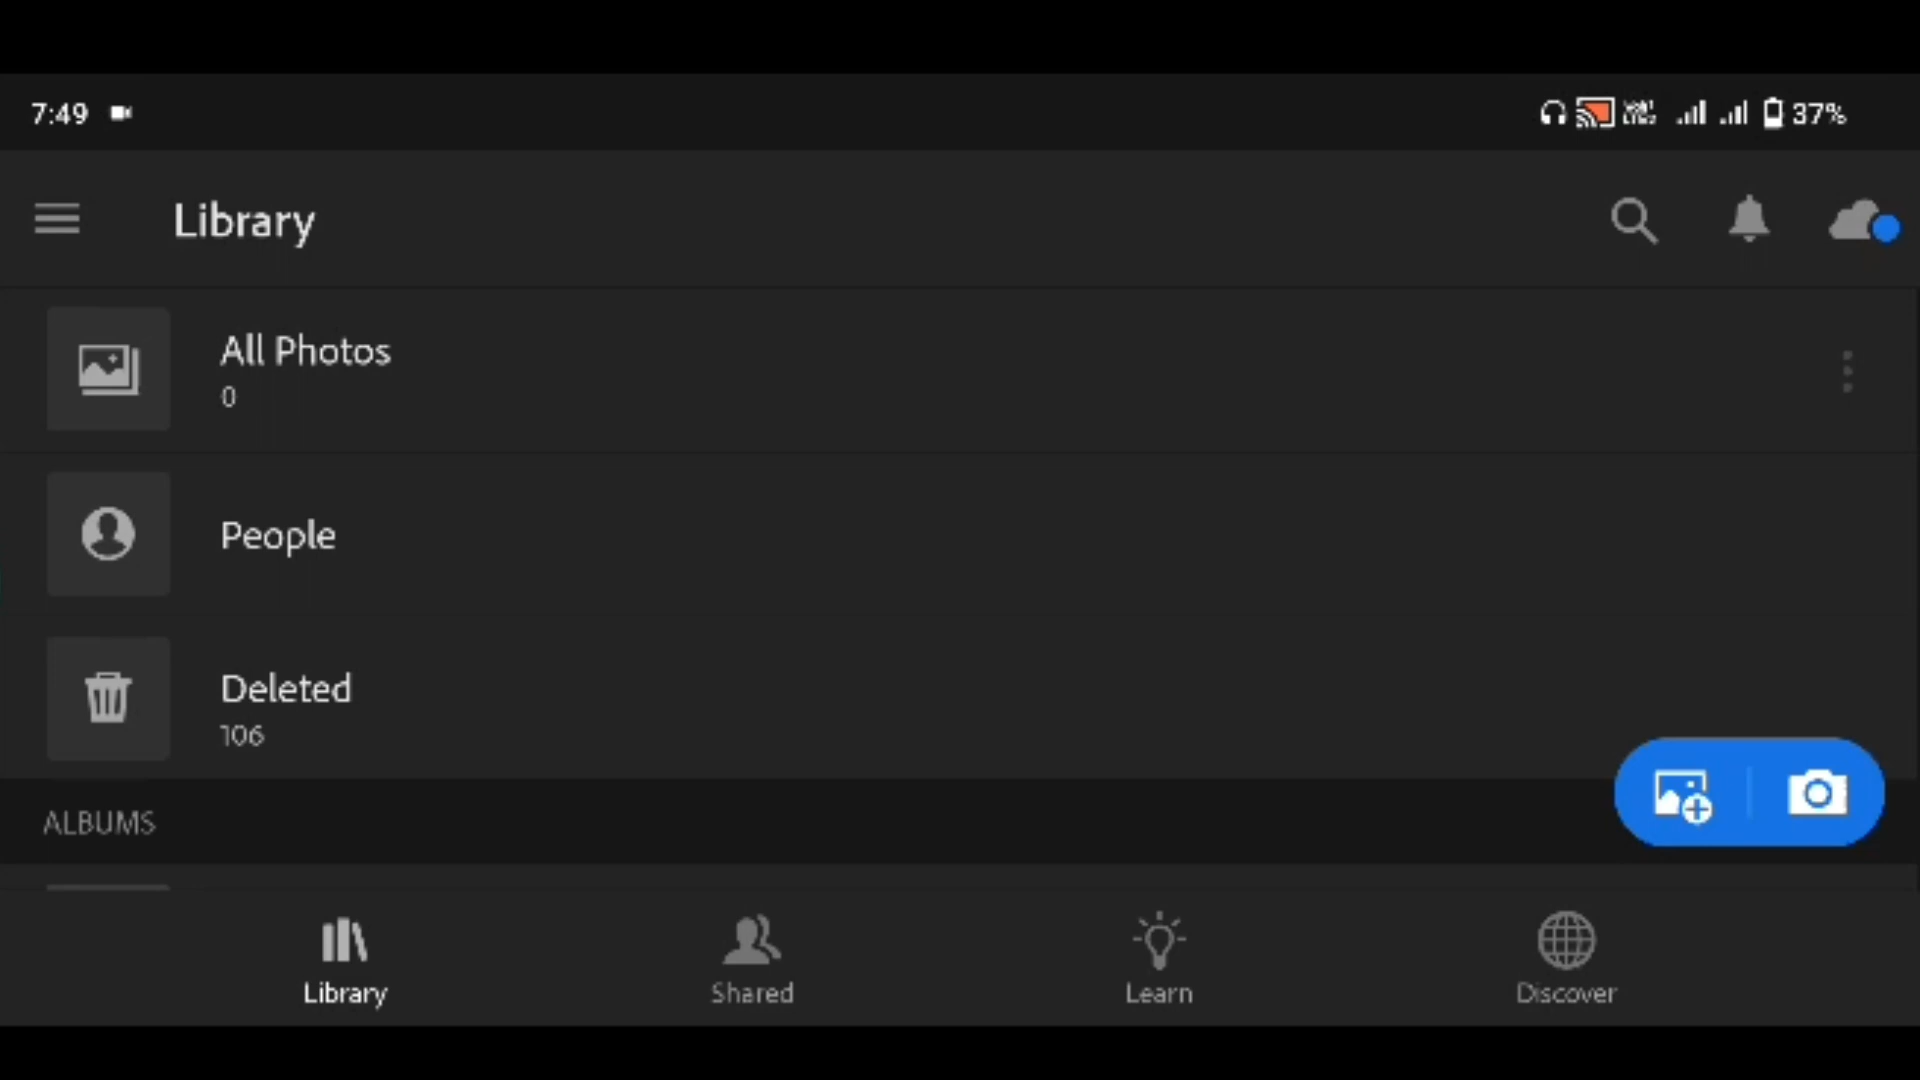 7:49
37%
Library
All Photos
0
People
Deleted
106
ALBUMS
Library
Shared
Learn
Discover